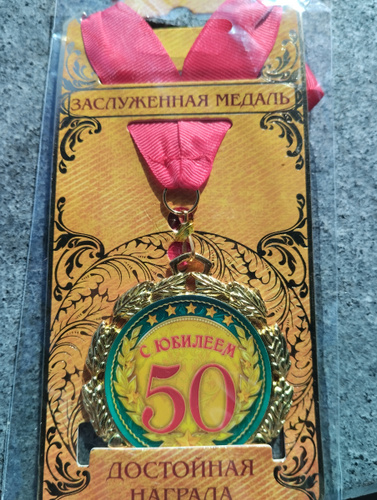 ЗАСЛУЖЕННАЯ МЕДАЛЬ
С ЮБИЛЕЕМ
50
ДОСТОЙНАЯ
НАГРАДА